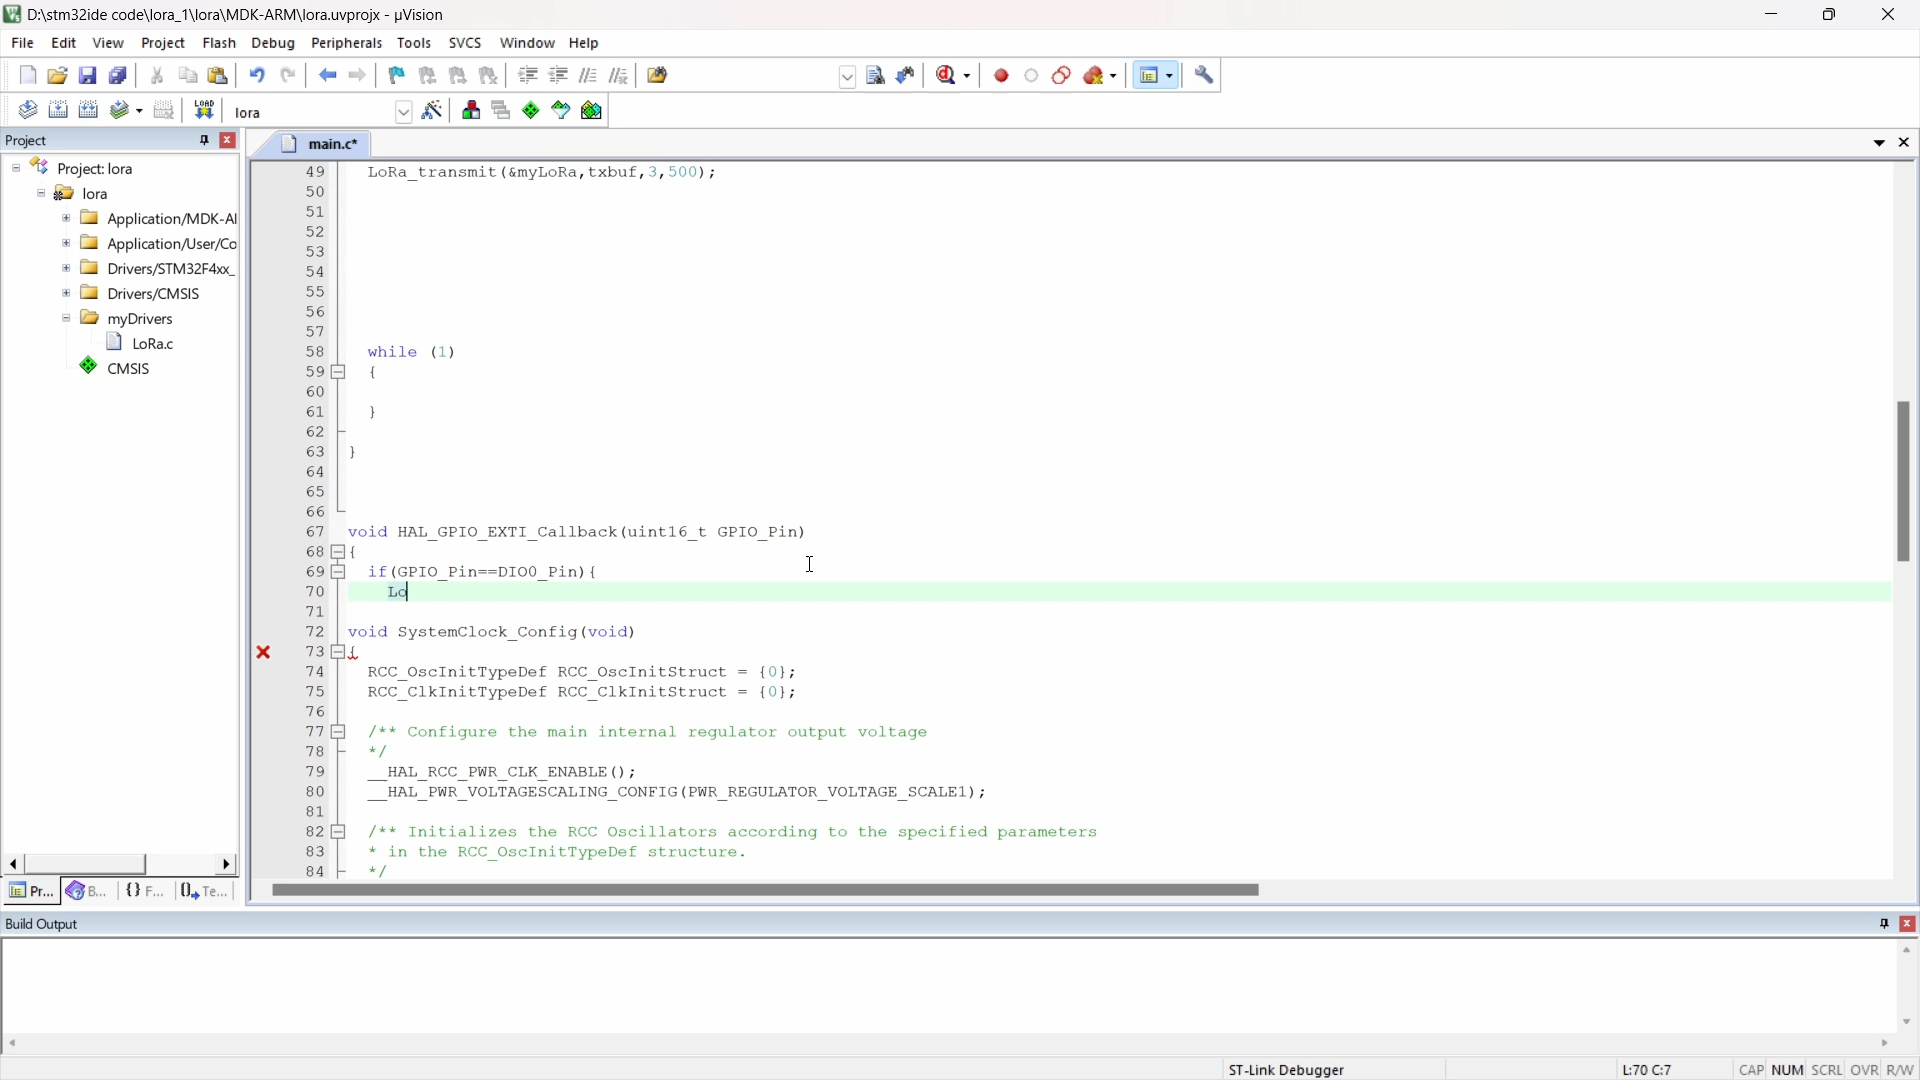 D:\stm32ide code\lora_1\lora\MDK-ARM\lora.uvprojx - µVision
File Edit View Project Flash Debug Peripherals Tools SVCS Window Help
LOAD lora
Project
main.c*
Project: lora
lora
Application/MDK-AI
Application/User/Co
Drivers/STM32F4xx_
Drivers/CMSIS
myDrivers
LoRa.c
CMSIS
Pr... B... {} F... Te...
49 LoRa_transmit(&myLoRa,txbuf,3,500);
50
51
52
53
54
55
56
57
58 while (1)
59 {
60
61 }
62
63 }
64
65
66
67 void HAL_GPIO_EXTI_Callback(uint16_t GPIO_Pin)
68 {
69 if(GPIO_Pin==DIO0_Pin){
70 Lo
71
72 void SystemClock_Config(void)
73 {
74 RCC_OscInitTypeDef RCC_OscInitStruct = {0};
75 RCC_ClkInitTypeDef RCC_ClkInitStruct = {0};
76
77 /** Configure the main internal regulator output voltage
78 */
79 __HAL_RCC_PWR_CLK_ENABLE();
80 __HAL_PWR_VOLTAGESCALING_CONFIG(PWR_REGULATOR_VOLTAGE_SCALE1);
81
82 /** Initializes the RCC Oscillators according to the specified parameters
83 * in the RCC_OscInitTypeDef structure.
84 */
Build Output
ST-Link Debugger L:70 C:7 CAP NUM SCRL OVR R/W